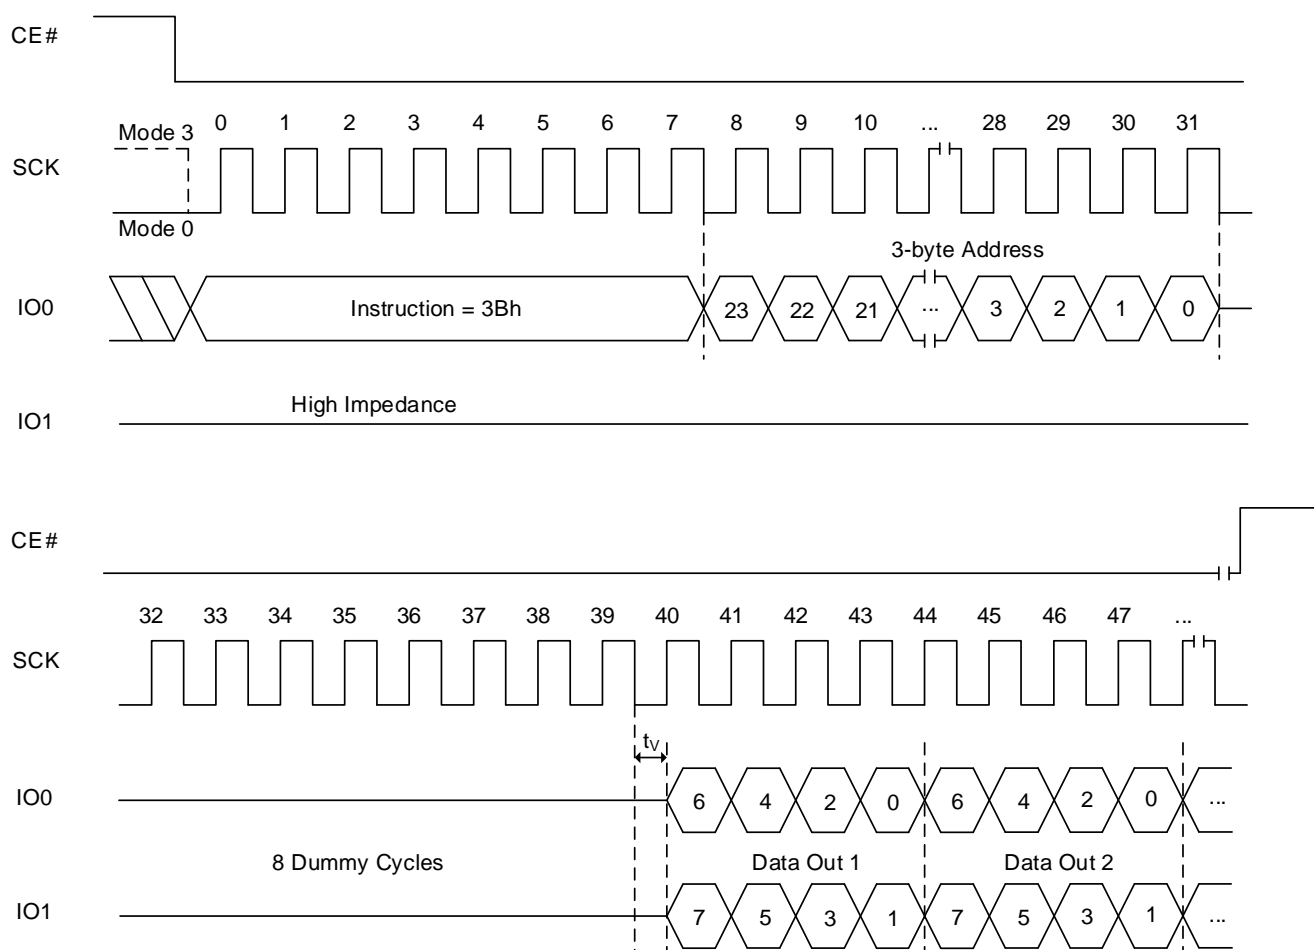 CE#
Mode 3 0 1 2 3 4 5 6 7 8 9 10 ... 28 29 30 31
SCK
Mode 0
3-byte Address
IO0 Instruction = 3Bh 23 22 21 ... 3 2 1 0
High Impedance
IO1
CE#
32 33 34 35 36 37 38 39 40 41 42 43 44 45 46 47 ...
SCK
tV
IO0 6 4 2 0 6 4 2 0 ...
8 Dummy Cycles Data Out 1 Data Out 2
IO1 7 5 3 1 7 5 3 1 ...